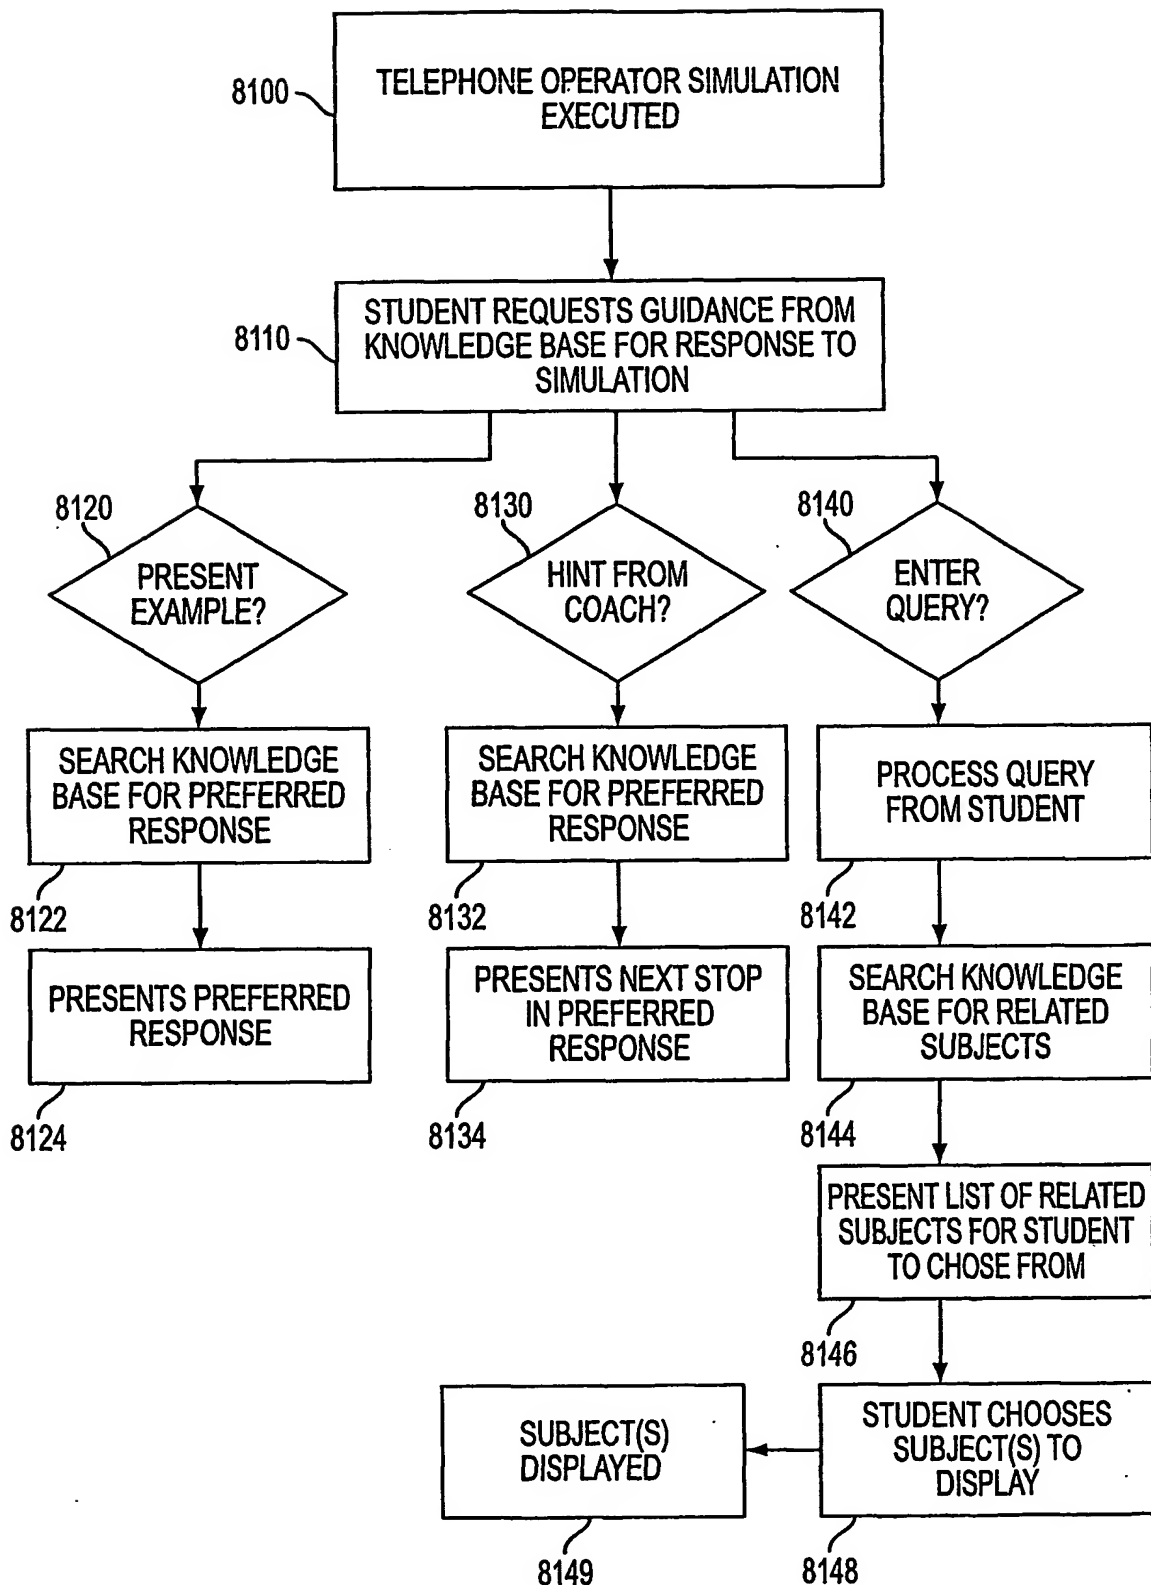 TELEPHONE OPERATOR SIMULATION
EXECUTED
8100
STUDENT REQUESTS GUIDANCE FROM
KNOWLEDGE BASE FOR RESPONSE TO
SIMULATION
8110
8120
PRESENT
EXAMPLE?
8130
HINT FROM
COACH?
8140
ENTER
QUERY?
SEARCH KNOWLEDGE
BASE FOR PREFERRED
RESPONSE
8122
SEARCH KNOWLEDGE
BASE FOR PREFERRED
RESPONSE
8132
PROCESS QUERY
FROM STUDENT
8142
PRESENTS PREFERRED
RESPONSE
8124
PRESENTS NEXT STOP
IN PREFERRED
RESPONSE
8134
SEARCH KNOWLEDGE
BASE FOR RELATED
SUBJECTS
8144
PRESENT LIST OF RELATED
SUBJECTS FOR STUDENT
TO CHOSE FROM
8146
SUBJECT(S)
DISPLAYED
8149
STUDENT CHOOSES
SUBJECT(S) TO
DISPLAY
8148